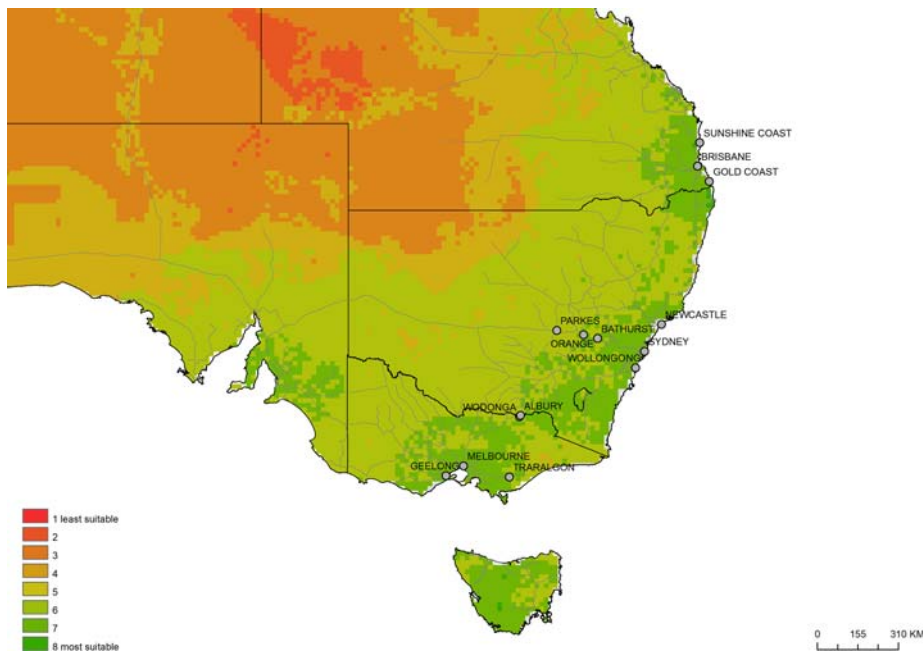 SUNSHINE COAST
BRISBANE
GOLD COAST
NEWCASTLE
PARKES
BATHURST
ORANGE
SYDNEY
WOLLONGONG
WODONGA
ALBURY
MELBOURNE
GEELONG
TRARALGON
1 least suitable
2
3
4
5
6
7
8 most suitable
0 155 310 KM